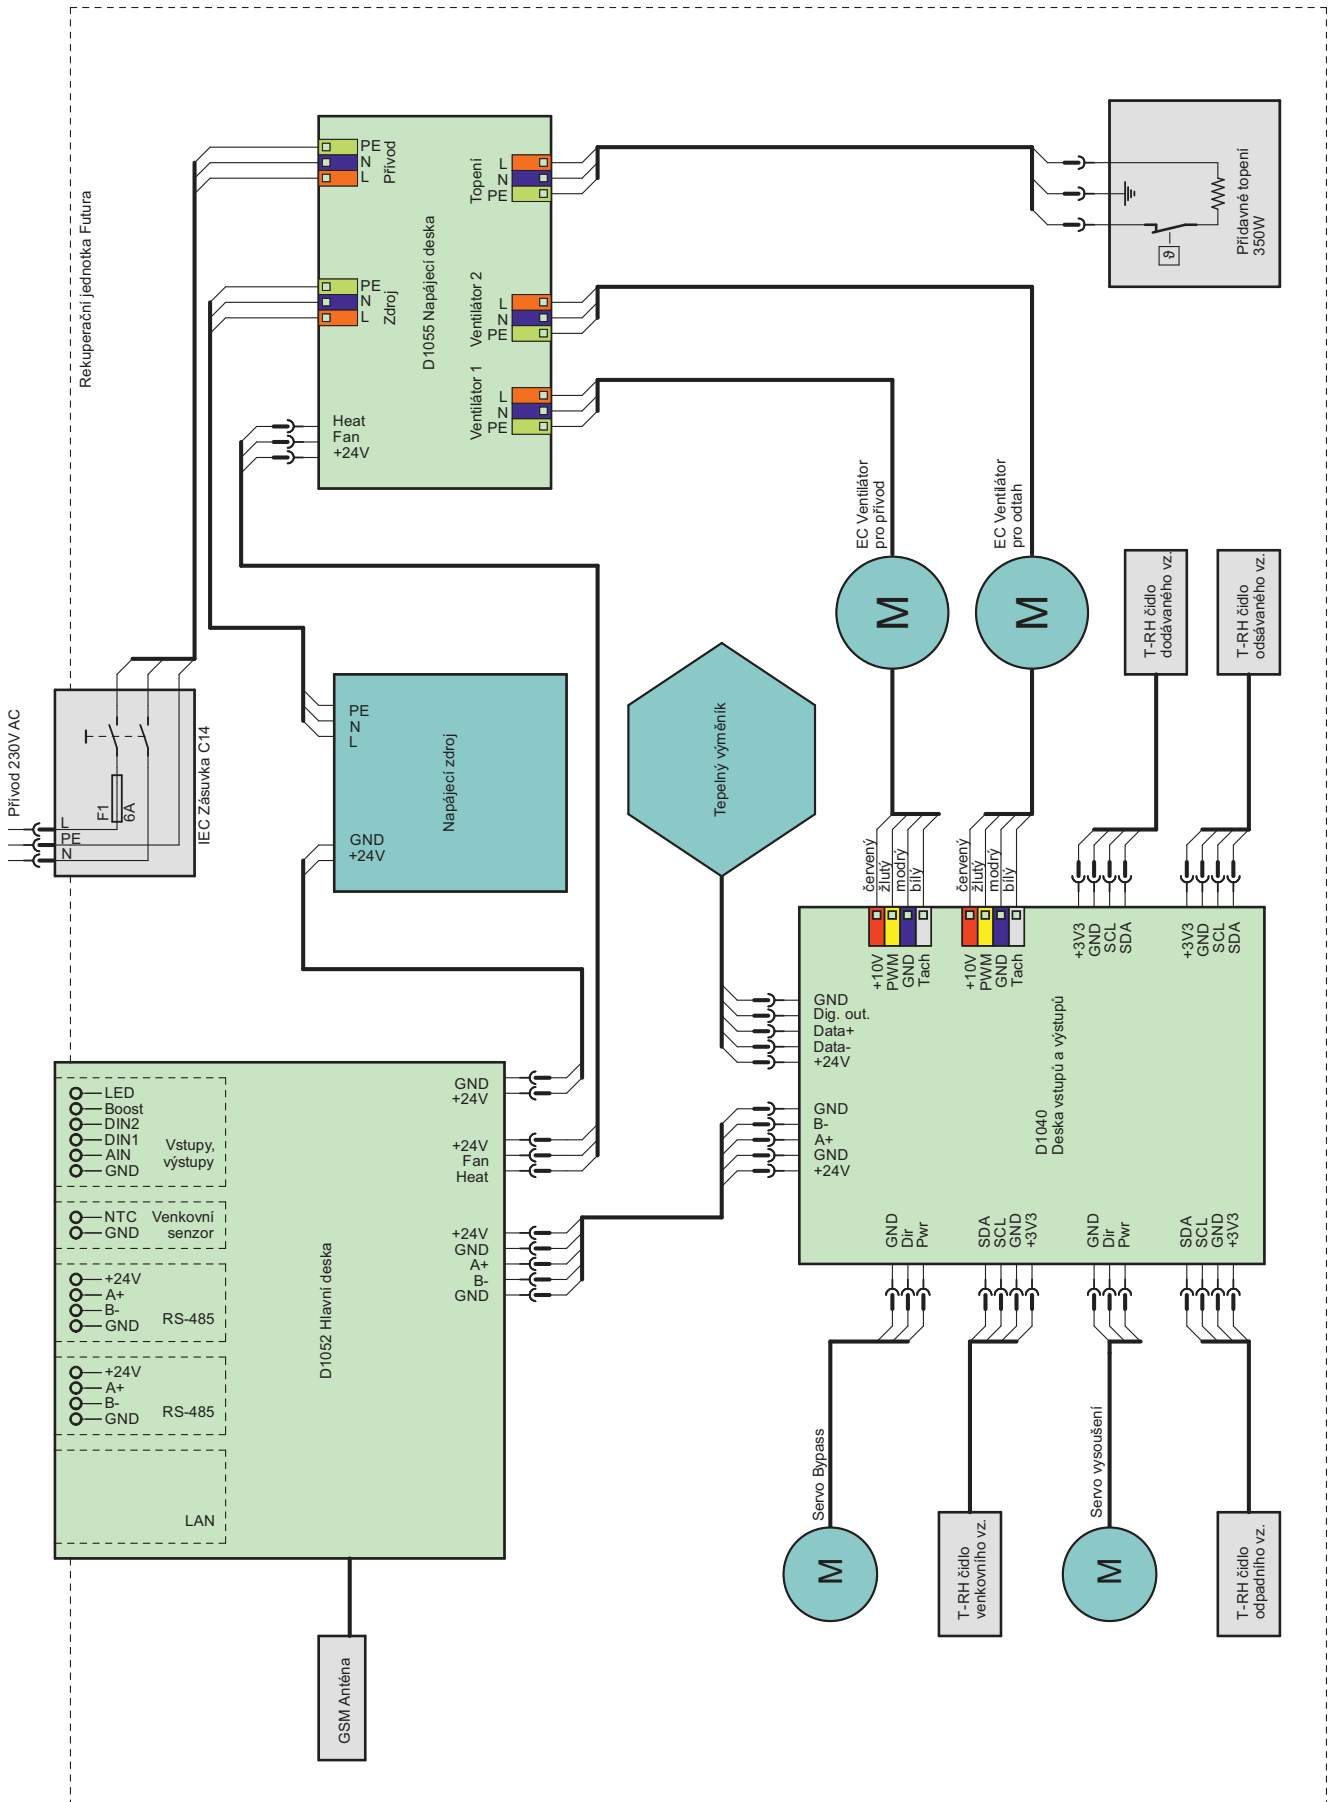 Rekuperační jednotka Futura
Přívod 230V AC
L
PE
N
F1
6A
IEC Zásuvka C14
PE
N
L
Přívod
PE
N
L
Zdroj
Heat
Fan
+24V
D1055 Napájecí deska
L
N
PE
Topení
L
N
PE
Ventilátor 2
L
N
PE
Ventilátor 1
ϑ
Přídavné topení
350W
EC Ventilátor
pro přívod
M
EC Ventilátor
pro odtah
M
T-RH čidlo
dodávaného vz.
T-RH čidlo
odsávaného vz.
PE
N
L
Napájecí zdroj
GND
+24V
Tepelný výměník
červený
žlutý
modrý
bílý
červený
žlutý
modrý
bílý
+10V
PWM
GND
Tach
+10V
PWM
GND
Tach
+3V3
GND
SCL
SDA
+3V3
GND
SCL
SDA
GND
Dig. out.
Data+
Data-
+24V
GND
B-
A+
GND
+24V
D1040
Deska vstupů a výstupů
GND
Dir
Pwr
SDA
SCL
GND
+3V3
GND
Dir
Pwr
SDA
SCL
GND
+3V3
LED
Boost
DIN2
DIN1
AIN
GND
Vstupy,
výstupy
NTC
GND
Venkovní
senzor
+24V
A+
B-
GND
RS-485
+24V
A+
B-
GND
RS-485
LAN
D1052 Hlavní deska
GND
+24V
+24V
Fan
Heat
+24V
GND
A+
B-
GND
GSM Anténa
Servo Bypass
M
T-RH čidlo
venkovního vz.
Servo vysoušení
M
T-RH čidlo
odpadního vz.